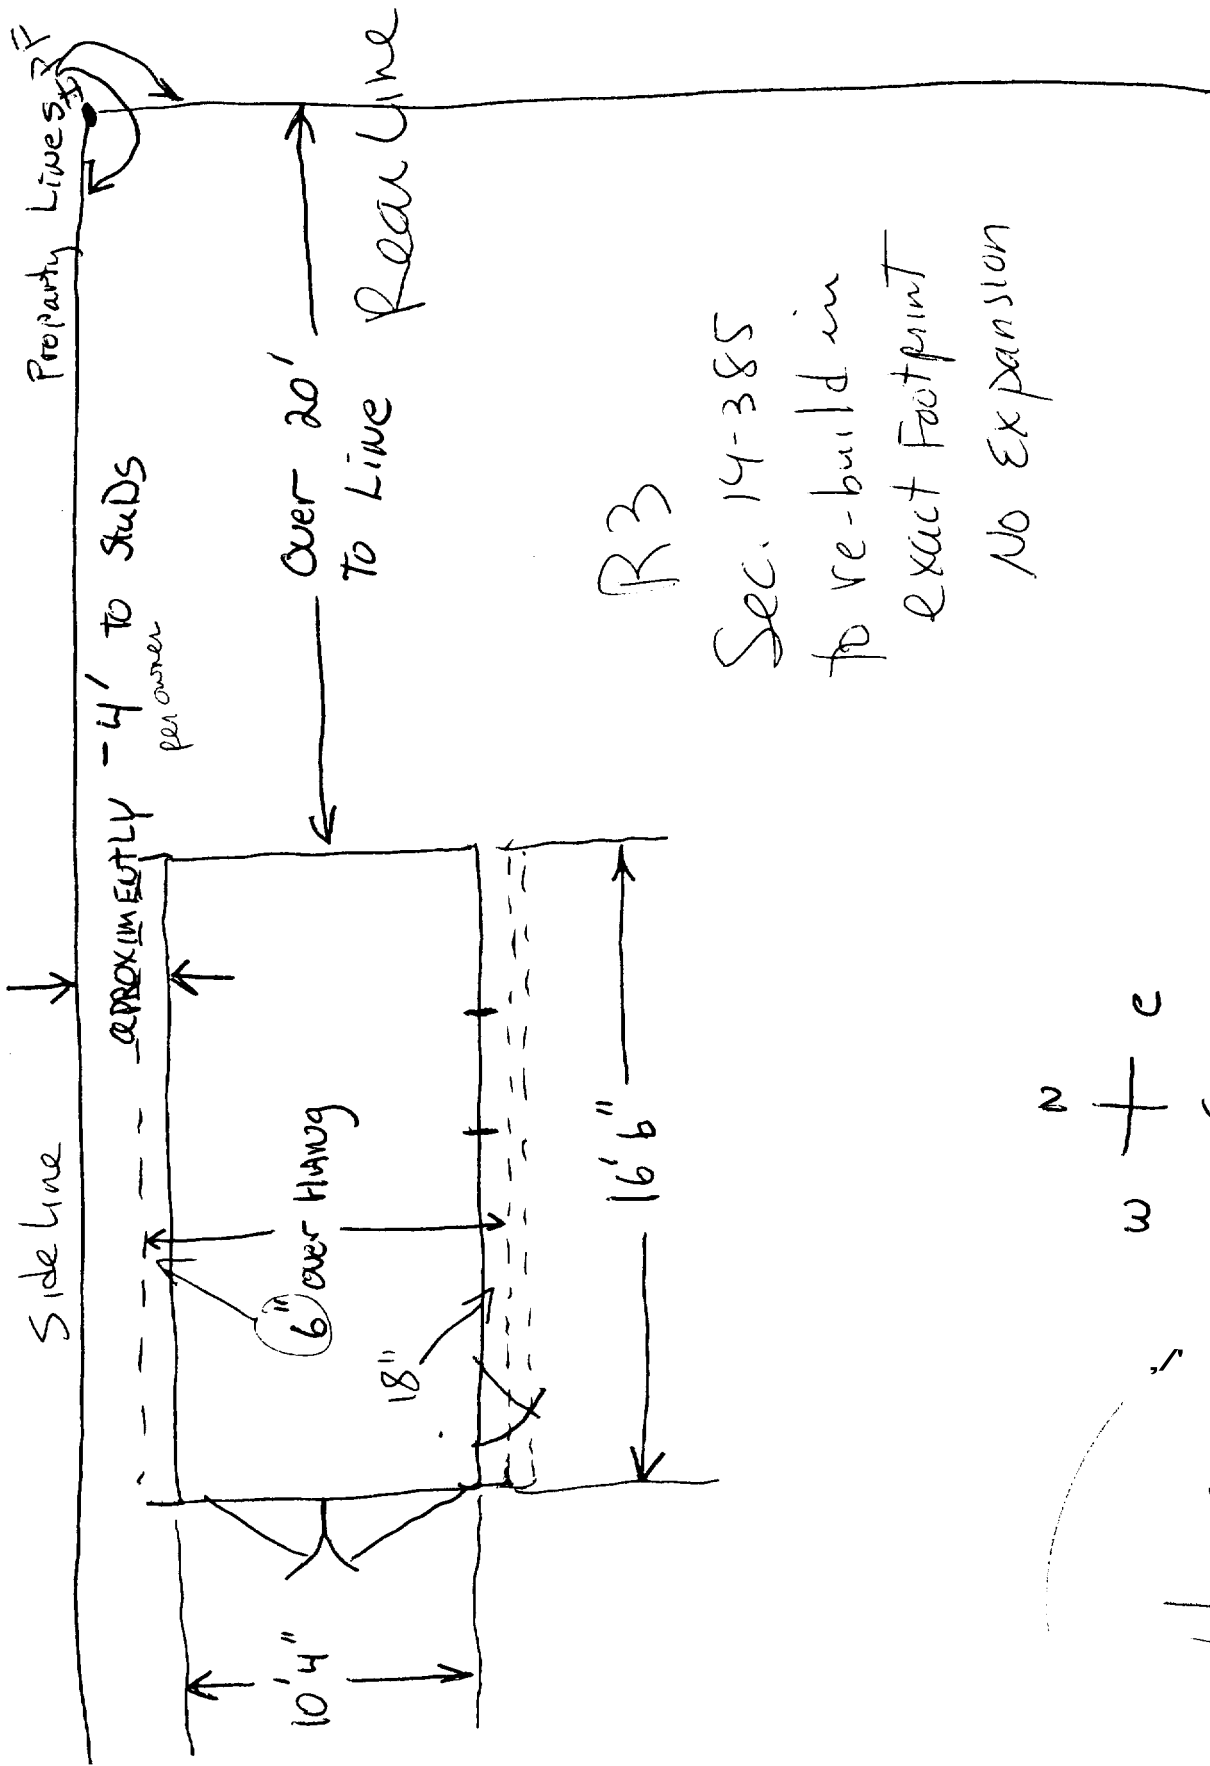 Side Line
Property Lines
aproximently - 4' to Studs
per owner
Over 20'
To Line
Rear Line
6" over Hang
18"
10'4"
16'6"
R3
Sec. 14-385
to re-build in
exact Footprint
No Expansion
N
w e